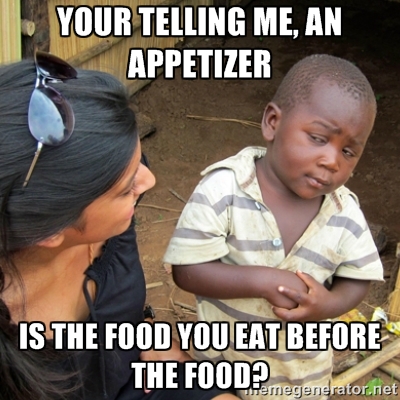 YOUR TELLING ME, AN
APPETIZER
IS THE FOOD YOU EAT BEFORE
THE FOOD?
memegenerator.net